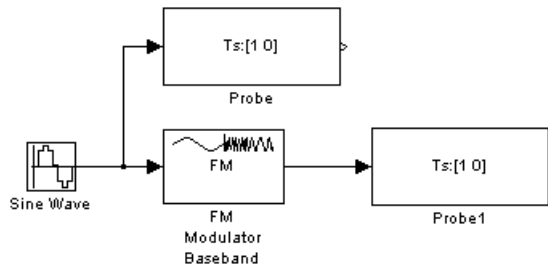 Ts:[1 0]
Probe
Sine Wave
FM
FM
Modulator
Baseband
Ts:[1 0]
Probe1